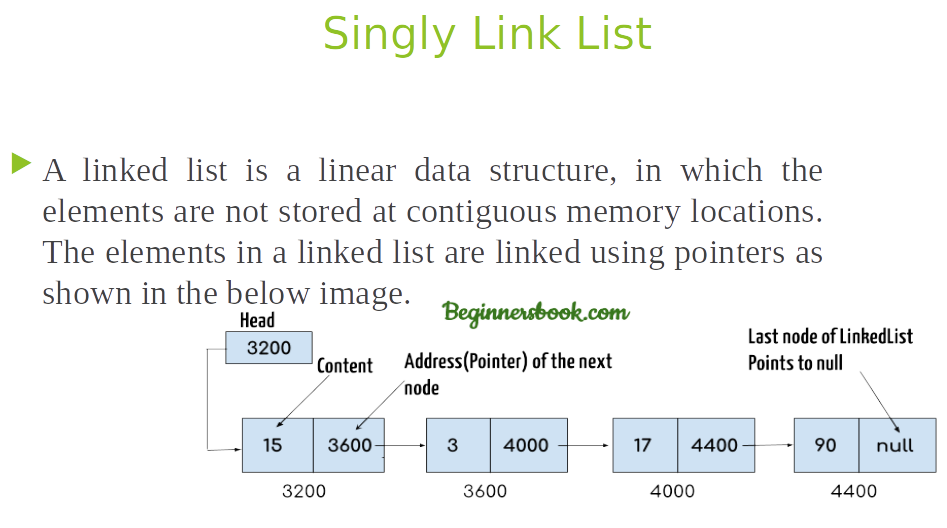 Singly Link List
A linked list is a linear data structure, in which the
elements are not stored at contiguous memory locations.
The elements in a linked list are linked using pointers as
shown in the below image.
Beginnersbook.com
Head
3200
Content
Address(Pointer) of the next
node
Last node of LinkedList
Points to null
15 3600 3 4000 17 4400 90 null
3200 3600 4000 4400